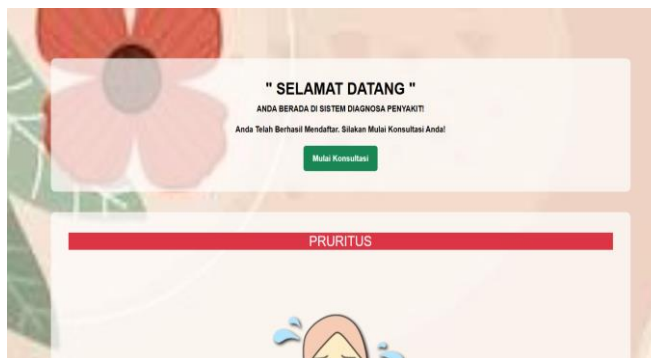 " SELAMAT DATANG "
ANDA BERADA DI SISTEM DIAGNOSA PENYAKIT!
Anda Telah Berhasil Mendaftar. Silakan Mulai Konsultasi Anda!
Mulai Konsultasi
PRURITUS